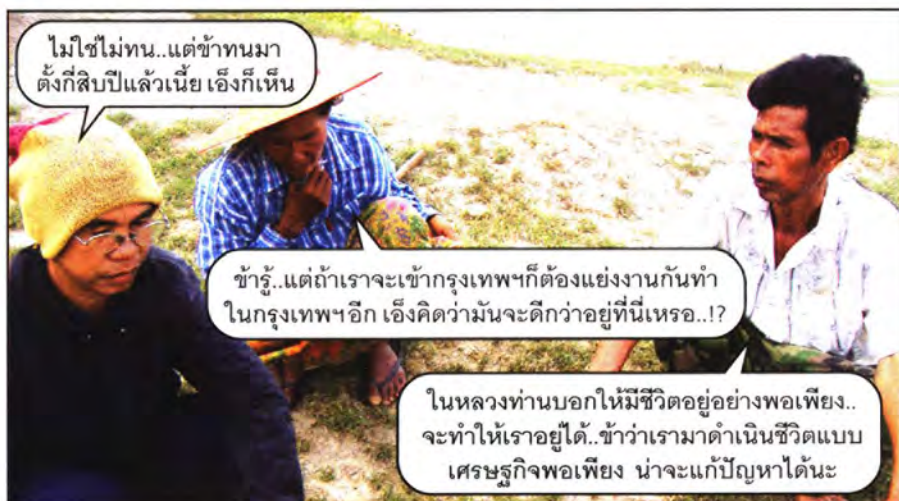 ไม่ใช่ไม่ทน..แต่ข้าทนมา
ตั้งกี่สิบปีแล้วเนี้ย เอ็งก็เห็น
ข้ารู้..แต่ถ้าเราจะเข้ากรุงเทพฯก็ต้องแย่งงานกันทำ
ในกรุงเทพฯอีก เอ็งคิดว่ามันจะดีกว่าอยู่ที่นี่เหรอ..!?
ในหลวงท่านบอกให้มีชีวิตอยู่อย่างพอเพียง..
จะทำให้เราอยู่ได้..ข้าว่าเรามาดำเนินชีวิตแบบ
เศรษฐกิจพอเพียง น่าจะแก้ปัญหาได้นะ